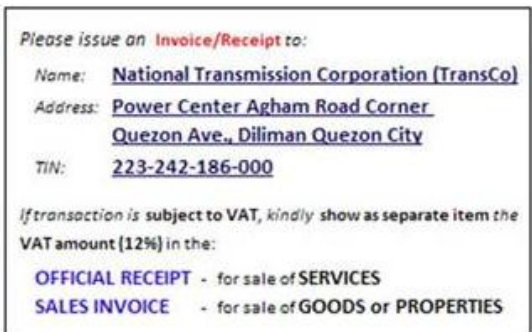 Please issue an Invoice/Receipt to:
Name: National Transmission Corporation (TransCo)
Address: Power Center Agham Road Corner
Quezon Ave., Diliman Quezon City
TIN: 223-242-186-000
If transaction is subject to VAT, kindly show as separate item the
VAT amount (12%) in the:
OFFICIAL RECEIPT - for sale of SERVICES
SALES INVOICE - for sale of GOODS or PROPERTIES